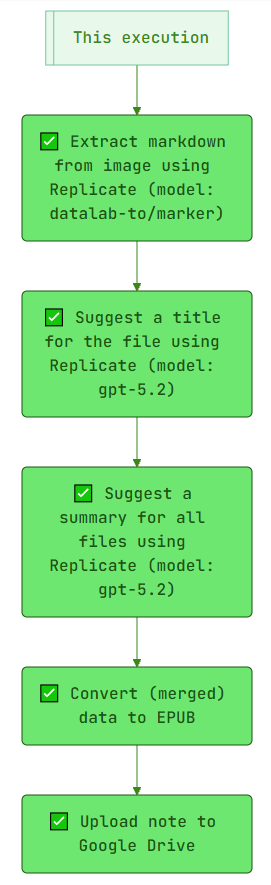 This execution
✅ Extract markdown
from image using
Replicate (model:
datalab-to/marker)
✅ Suggest a title
for the file using
Replicate (model:
gpt-5.2)
✅ Suggest a
summary for all
files using
Replicate (model:
gpt-5.2)
✅ Convert (merged)
data to EPUB
✅ Upload note to
Google Drive